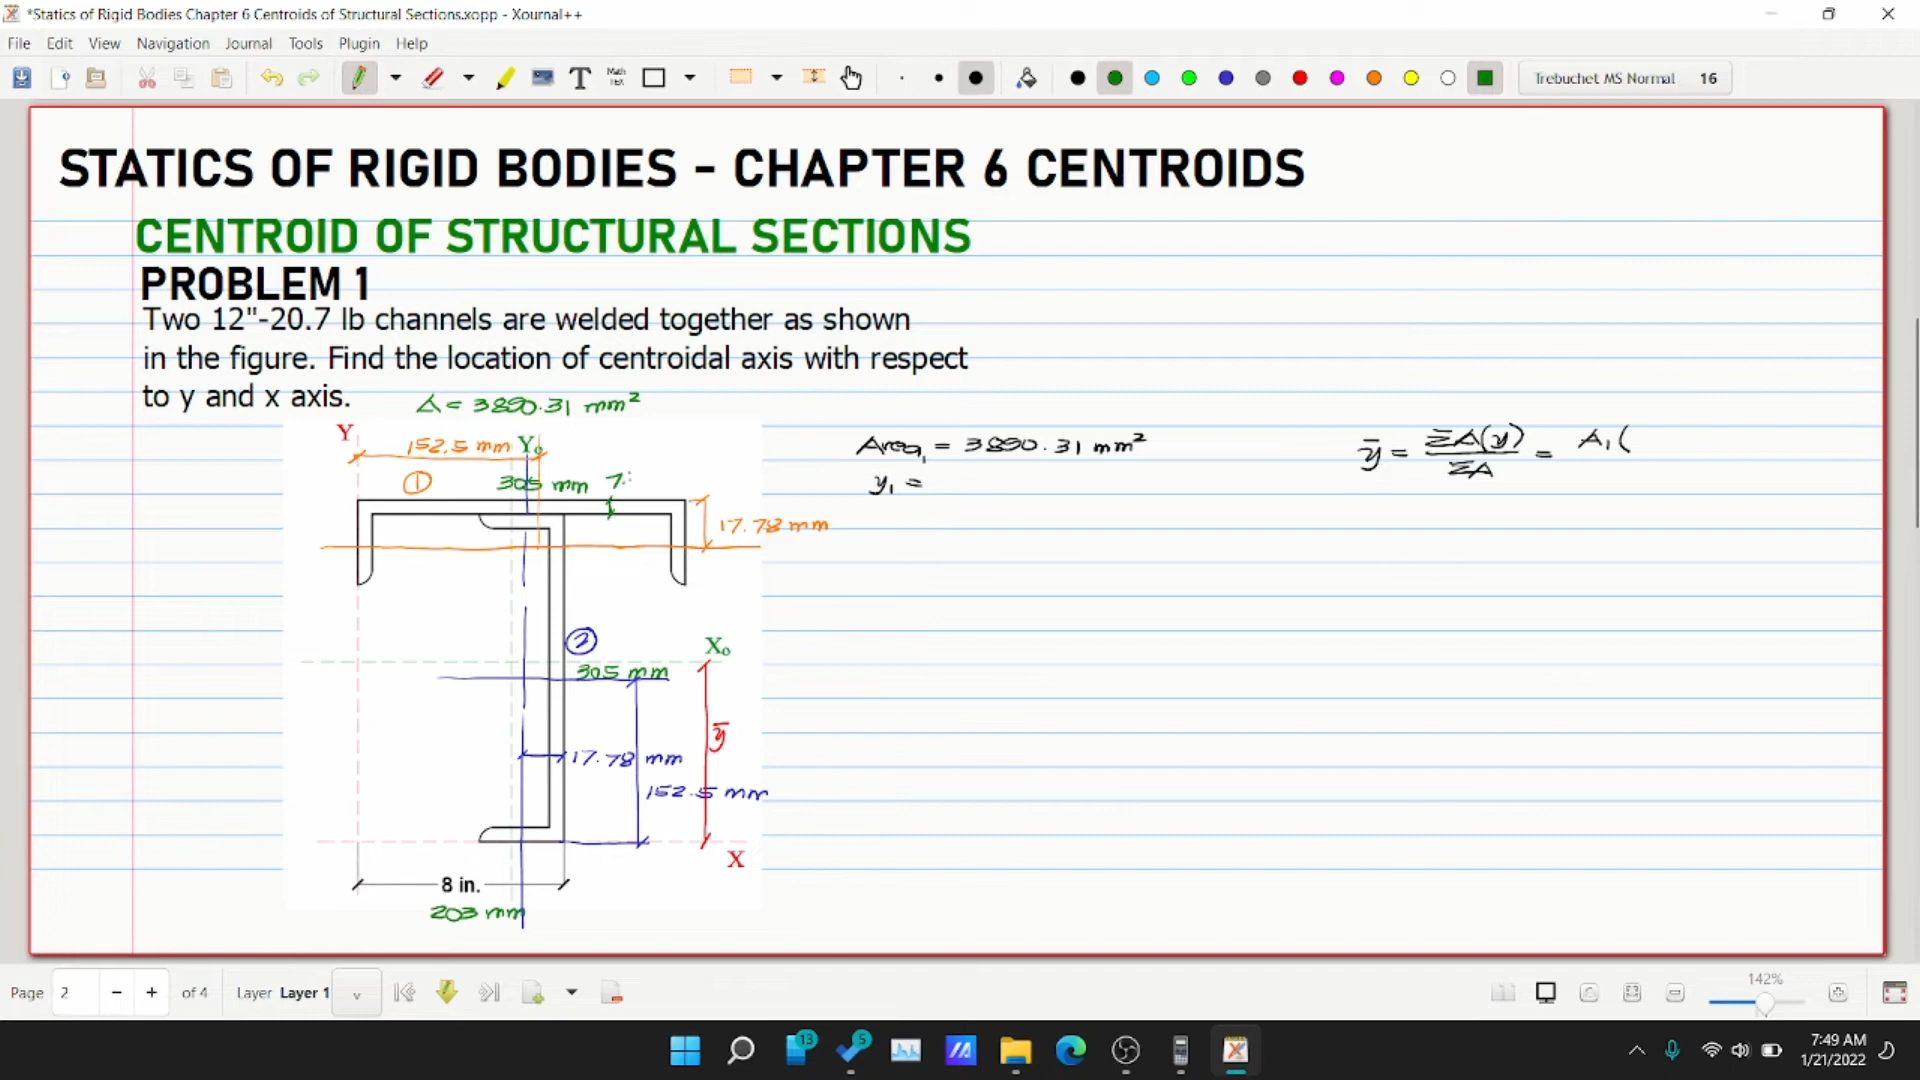 *Statics of Rigid Bodies Chapter 6 Centroids of Structural Sections.xopp - Xournal++
File Edit View Navigation Journal Tools Plugin Help
Math TEX
Trebuchet MS Normal 16
STATICS OF RIGID BODIES - CHAPTER 6 CENTROIDS
CENTROID OF STRUCTURAL SECTIONS
PROBLEM 1
Two 12"-20.7 lb channels are welded together as shown
in the figure. Find the location of centroidal axis with respect
to y and x axis.
A = 3890.31 mm²
Y 152.5 mm Y₀
① 305 mm 7.
17.78 mm
② X₀
305 mm
ȳ
17.78 mm
152.5 mm
X
8 in.
203 mm
Area₁ = 3890.31 mm²
y₁ =
ȳ = ΣA(y) / ΣA = A₁(
Page 2 - + of 4 Layer Layer 1 v
142%
13
5
7:49 AM
1/21/2022